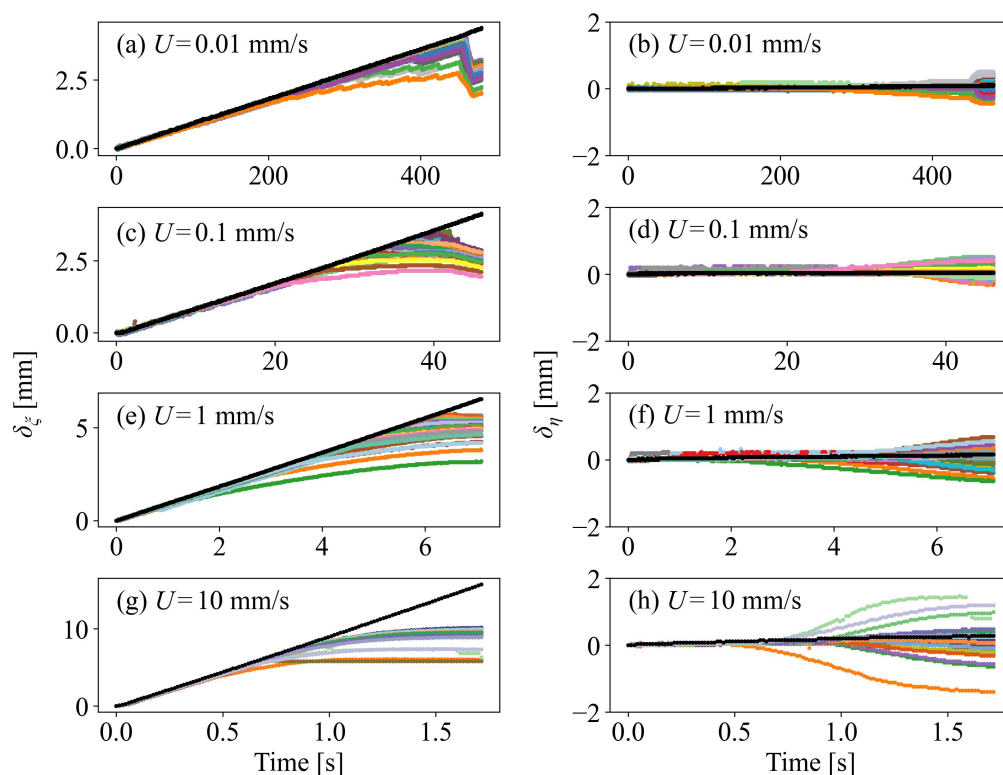 (a) U = 0.01 mm/s
2.5
0.0
0 200 400
(b) U = 0.01 mm/s
2
0
−2
0 200 400
(c) U = 0.1 mm/s
2.5
0.0
0 20 40
(d) U = 0.1 mm/s
2
0
−2
0 20 40
δξ [mm]
δη [mm]
(e) U = 1 mm/s
5
0
0 2 4 6
(f) U = 1 mm/s
2
0
−2
0 2 4 6
(g) U = 10 mm/s
10
0
0.0 0.5 1.0 1.5
Time [s]
(h) U = 10 mm/s
2
0
−2
0.0 0.5 1.0 1.5
Time [s]